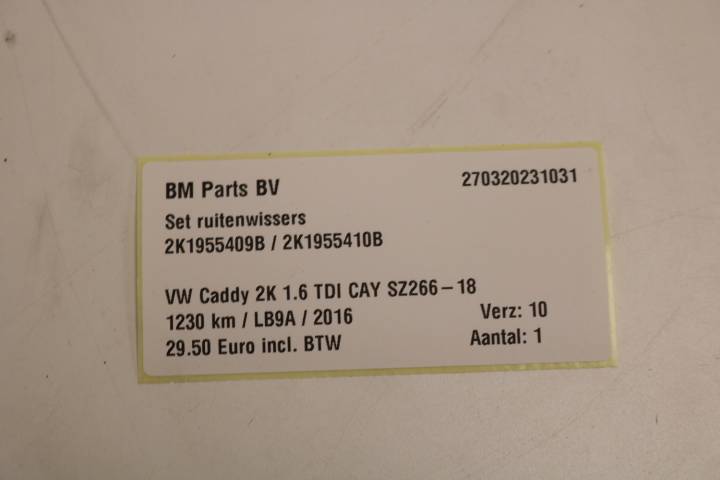 BM Parts BV 270320231031
Set ruitenwissers
2K1955409B / 2K1955410B
VW Caddy 2K 1.6 TDI CAY SZ266-18
1230 km / LB9A / 2016 Verz: 10
29.50 Euro incl. BTW Aantal: 1